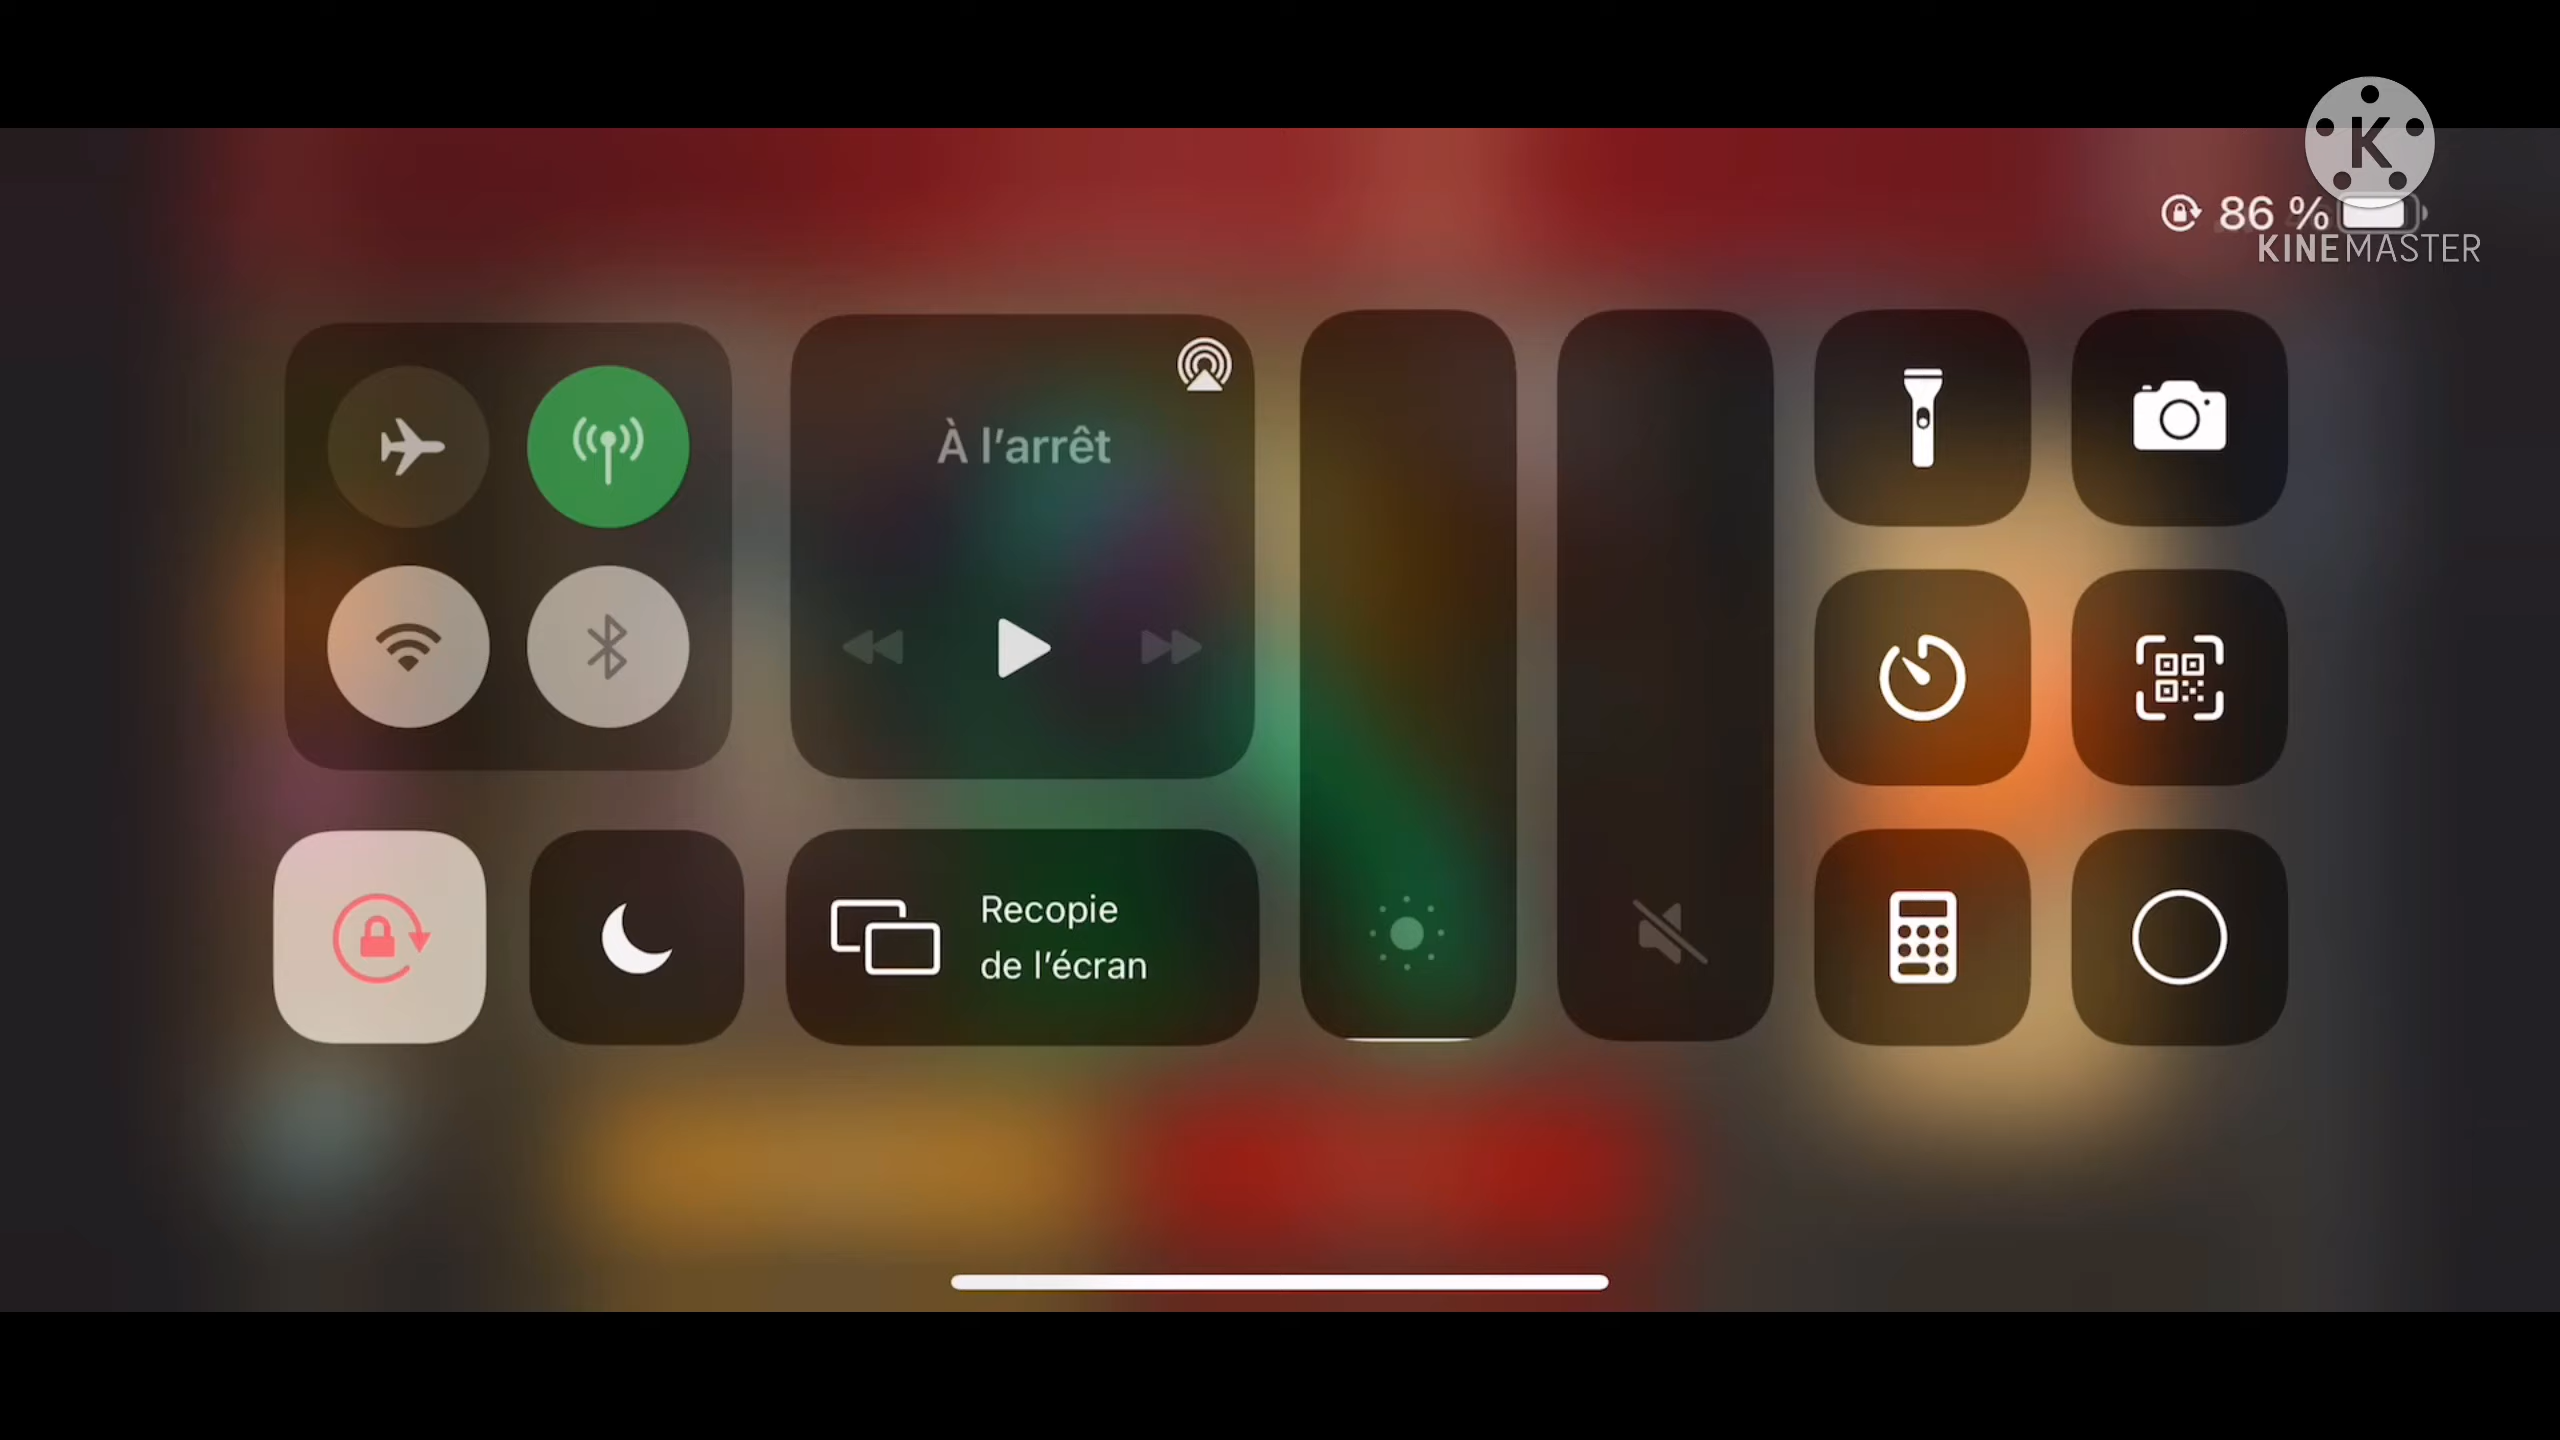 K
86 %
KINEMASTER
À l’arrêt
Recopie
de l’écran